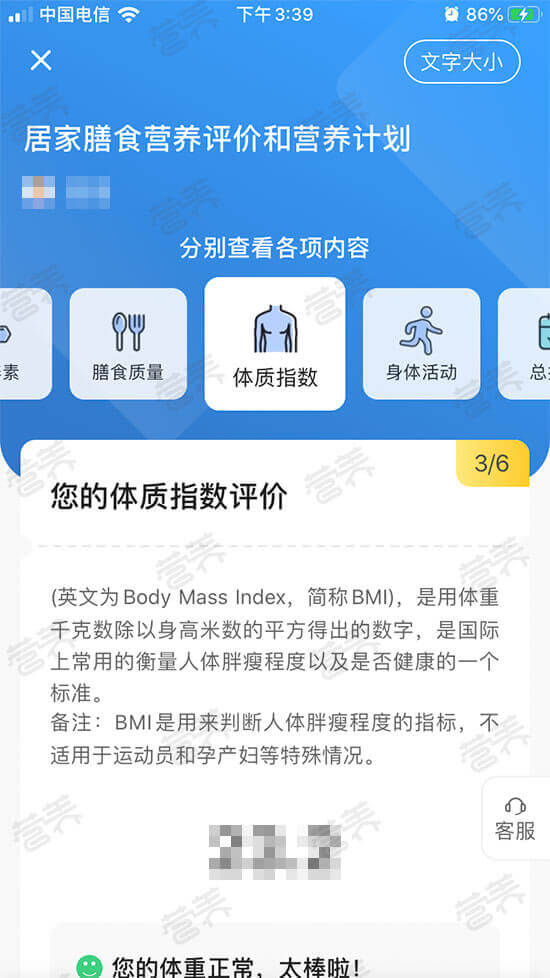 中国电信
下午3:39
86%
文字大小
居家膳食营养评价和营养计划
分别查看各项内容
素
膳食质量
体质指数
身体活动
总
3/6
您的体质指数评价
(英文为Body Mass Index，简称BMI)，是用体重
千克数除以身高米数的平方得出的数字，是国际
上常用的衡量人体胖瘦程度以及是否健康的一个
标准。
备注：BMI是用来判断人体胖瘦程度的指标，不
适用于运动员和孕产妇等特殊情况。
客服
您的体重正常，太棒啦！
营养